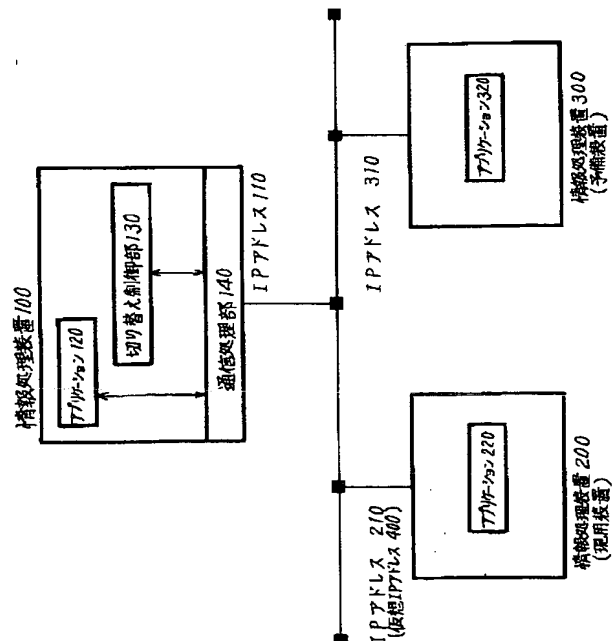 情報処理装置100
アプリケーション120
切り替え制御部130
通信処理部140
IPアドレス110
IPアドレス 210
(仮想IPアドレス 400)
IPアドレス 310
アプリケーション220
情報処理装置200
(現用装置)
アプリケーション320
情報処理装置300
(予備装置)